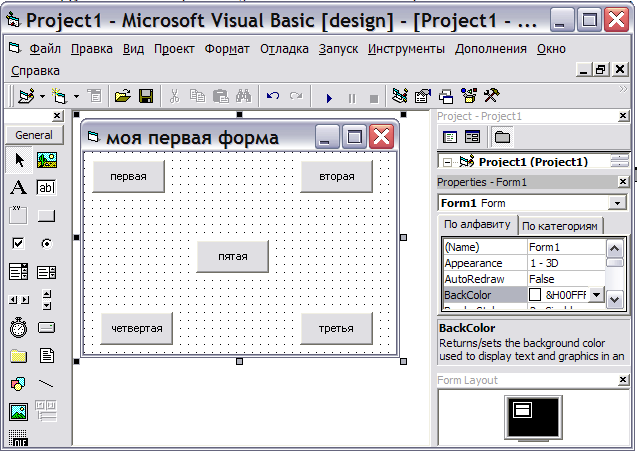 Project1 - Microsoft Visual Basic [design] - [Project1 - ...
Файл Правка Вид Проект Формат Отладка Запуск Инструменты Дополнения Окно
Справка
General
A
ab
xv
моя первая форма
первая
вторая
пятая
четвертая
третья
Project - Project1
Project1 (Project1)
Properties - Form1
Form1 Form
По алфавиту По категориям
(Name) Form1
Appearance 1 - 3D
AutoRedraw False
BackColor &H00FFF
BackColor
Returns/sets the background color
used to display text and graphics in an
Form Layout